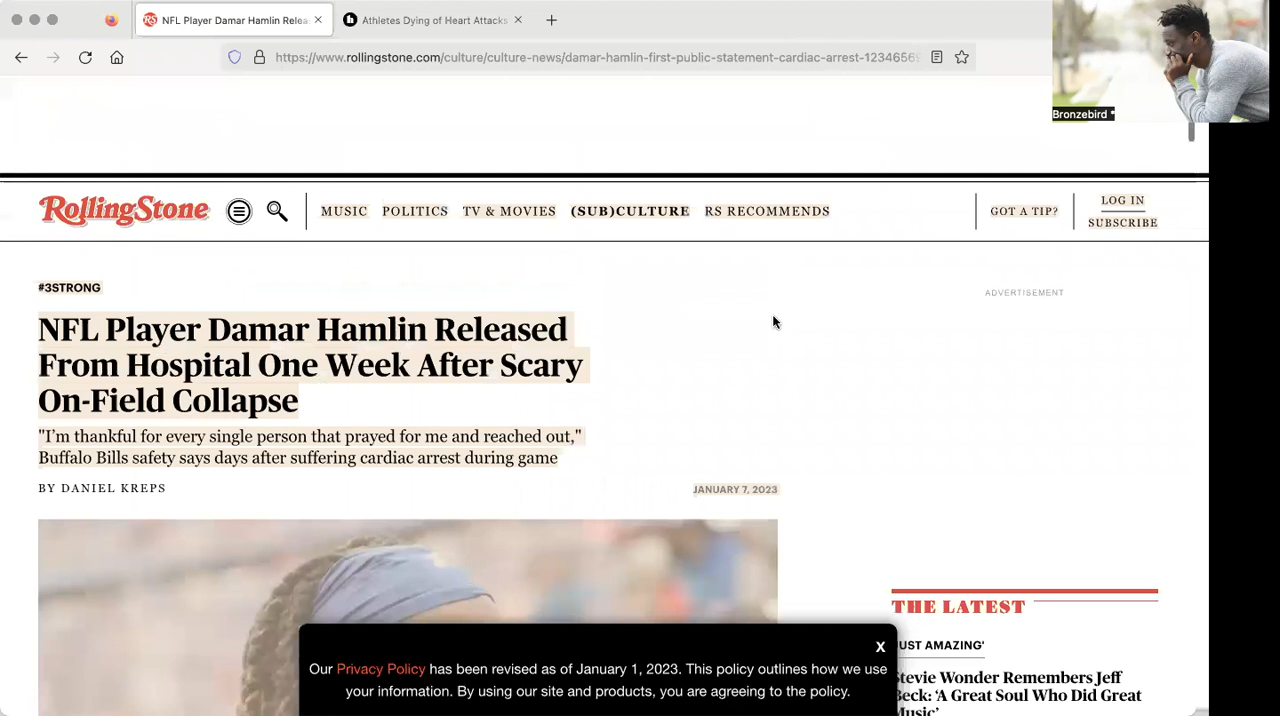 NFL Player Damar Hamlin Relea
Athletes Dying of Heart Attacks
https://www.rollingstone.com/culture/culture-news/damar-hamlin-first-public-statement-cardiac-arrest-12346569
Bronzebird *
RollingStone
MUSIC POLITICS TV & MOVIES (SUB)CULTURE RS RECOMMENDS
GOT A TIP?
LOG IN
SUBSCRIBE
#3STRONG
NFL Player Damar Hamlin Released
From Hospital One Week After Scary
On-Field Collapse
"I'm thankful for every single person that prayed for me and reached out,"
Buffalo Bills safety says days after suffering cardiac arrest during game
BY DANIEL KREPS
JANUARY 7, 2023
ADVERTISEMENT
THE LATEST
JUST AMAZING'
Stevie Wonder Remembers Jeff
Beck: 'A Great Soul Who Did Great
Music'
Our Privacy Policy has been revised as of January 1, 2023. This policy outlines how we use
your information. By using our site and products, you are agreeing to the policy.
X